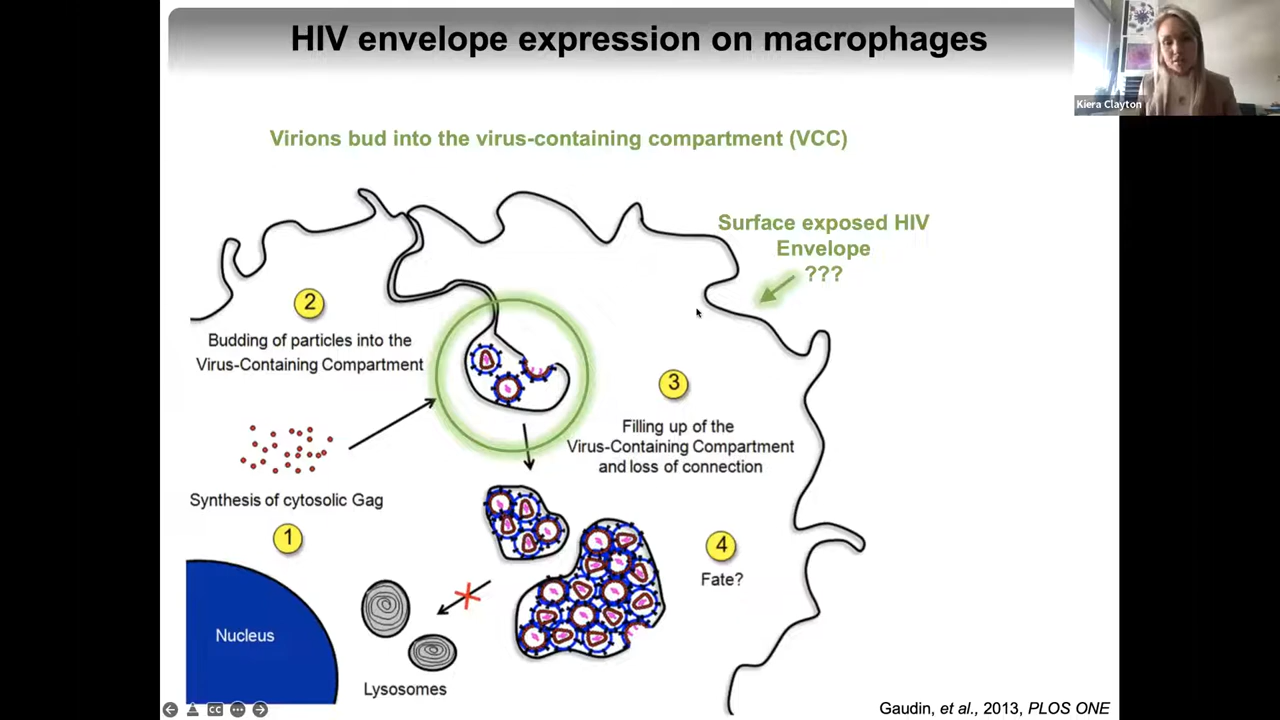 HIV envelope expression on macrophages
Kiera Clayton
Virions bud into the virus-containing compartment (VCC)
Surface exposed HIV
Envelope
???
2
Budding of particles into the
Virus-Containing Compartment
3
Filling up of the
Virus-Containing Compartment
and loss of connection
Synthesis of cytosolic Gag
1
4
Fate?
Nucleus
Lysosomes
CC
Gaudin, et al., 2013, PLOS ONE